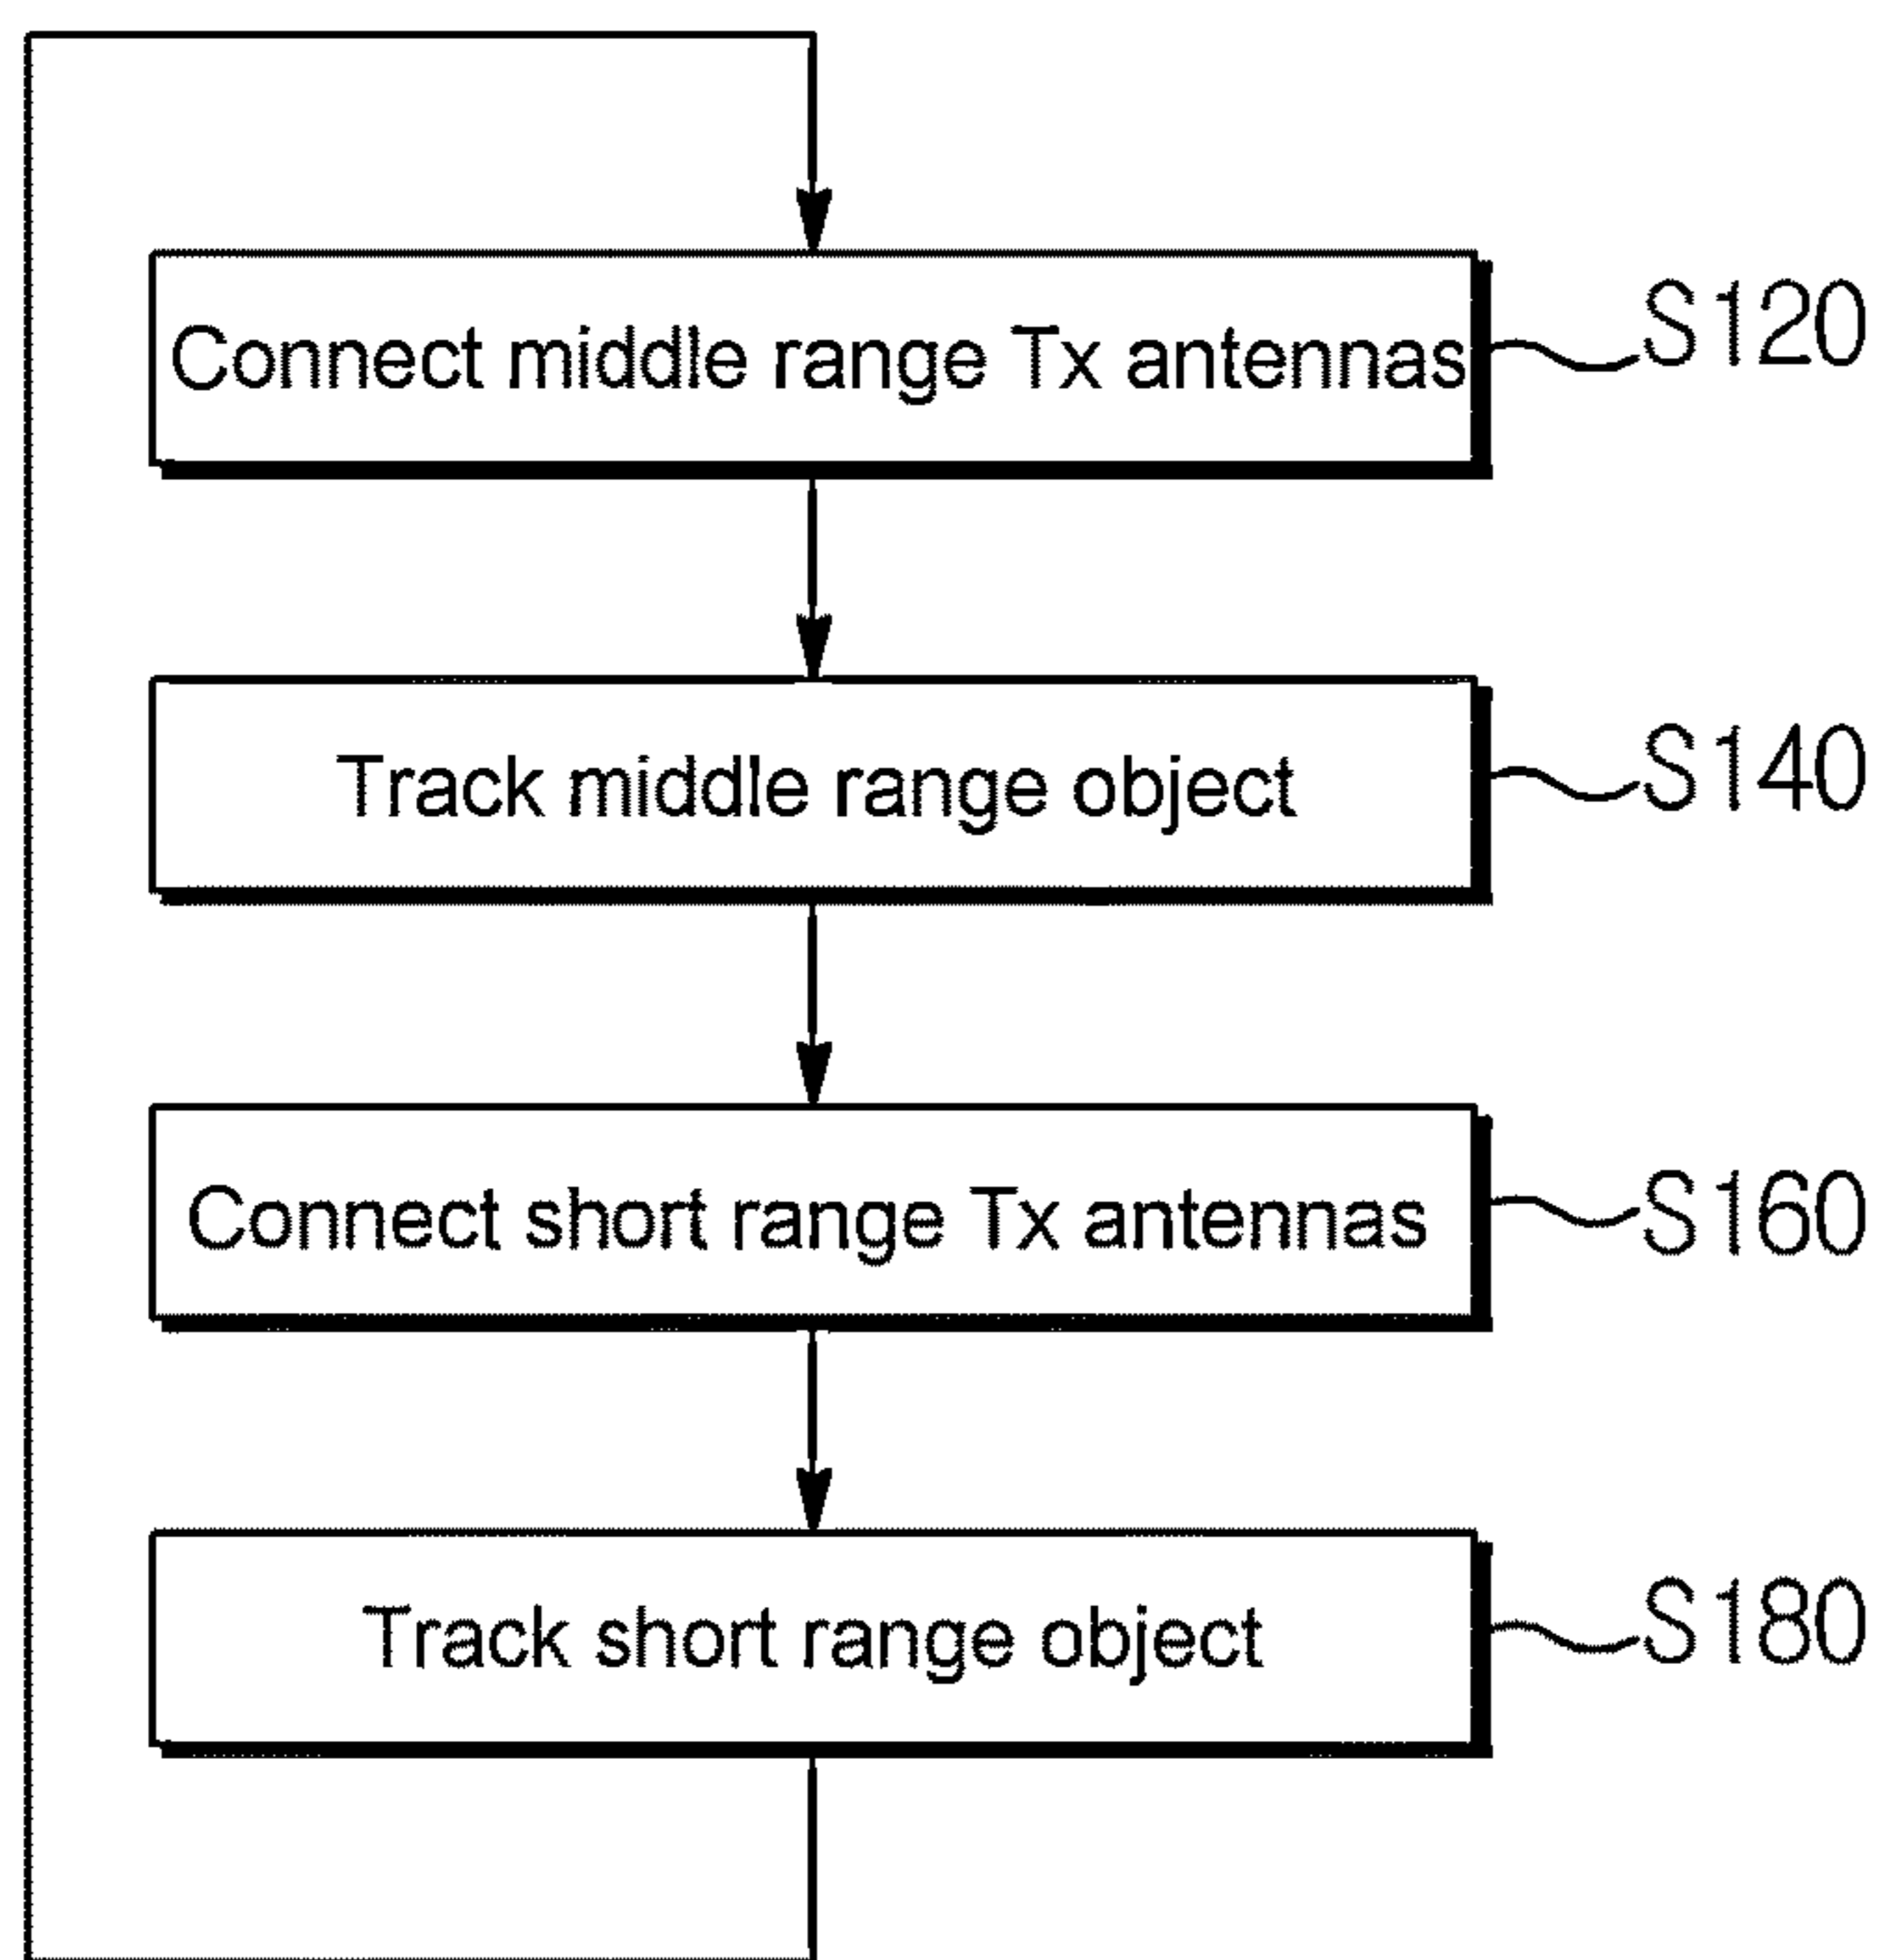 Connect middle range Tx antennas
S120
Track middle range object
S140
Connect short range Tx antennas
S160
Track short range object
S180